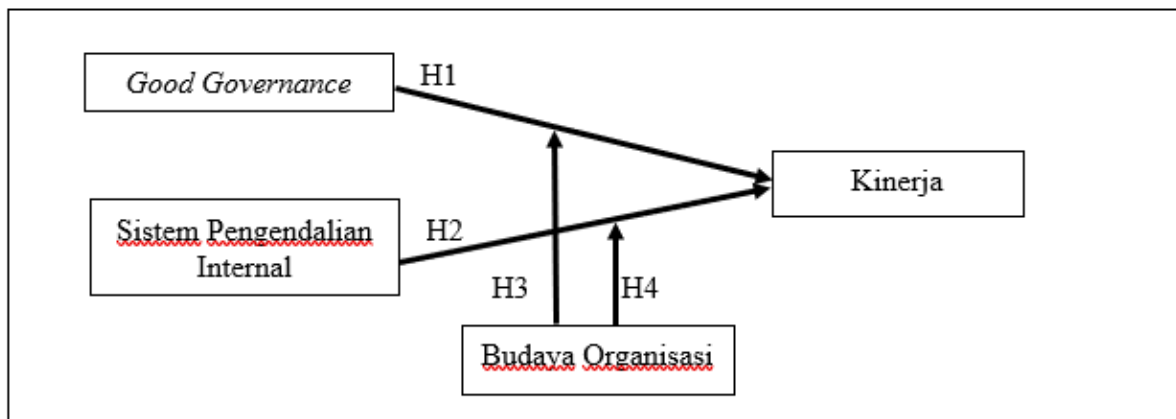 Good Governance
H1
Kinerja
Sistem Pengendalian
Internal
H2
H3
H4
Budaya Organisasi